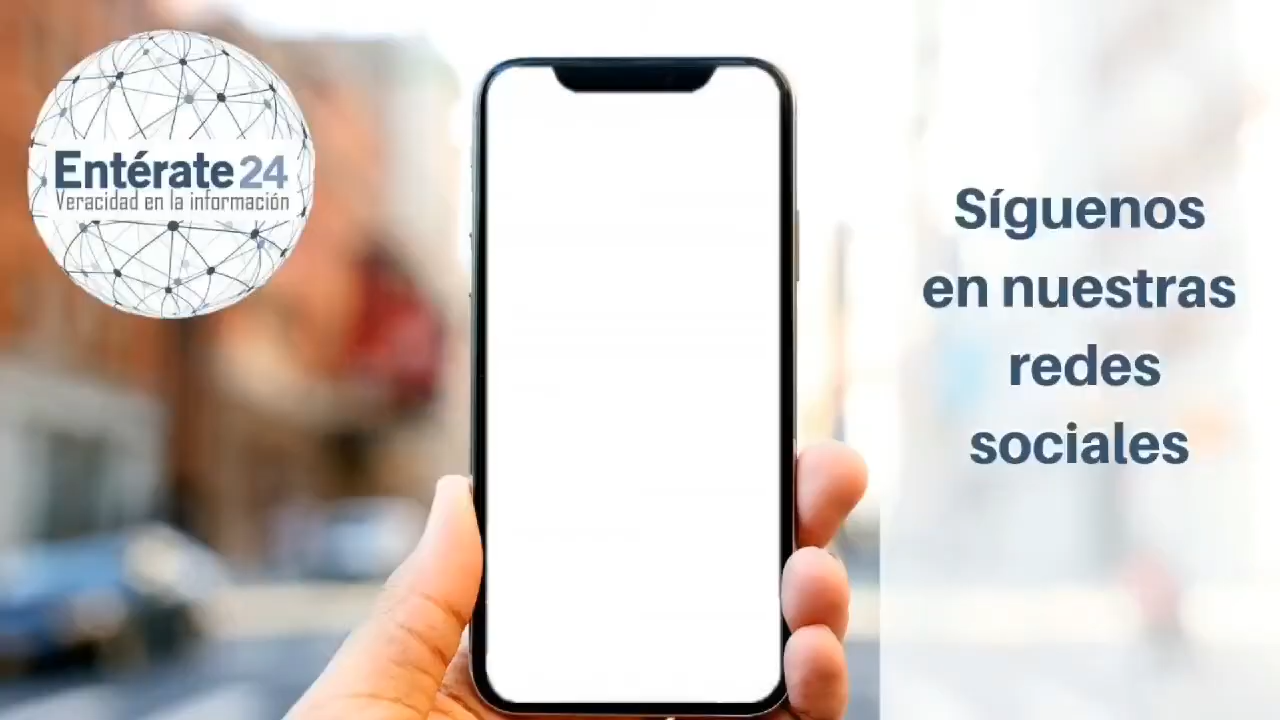 Entérate24
Veracidad en la información
Síguenos
en nuestras
redes
sociales